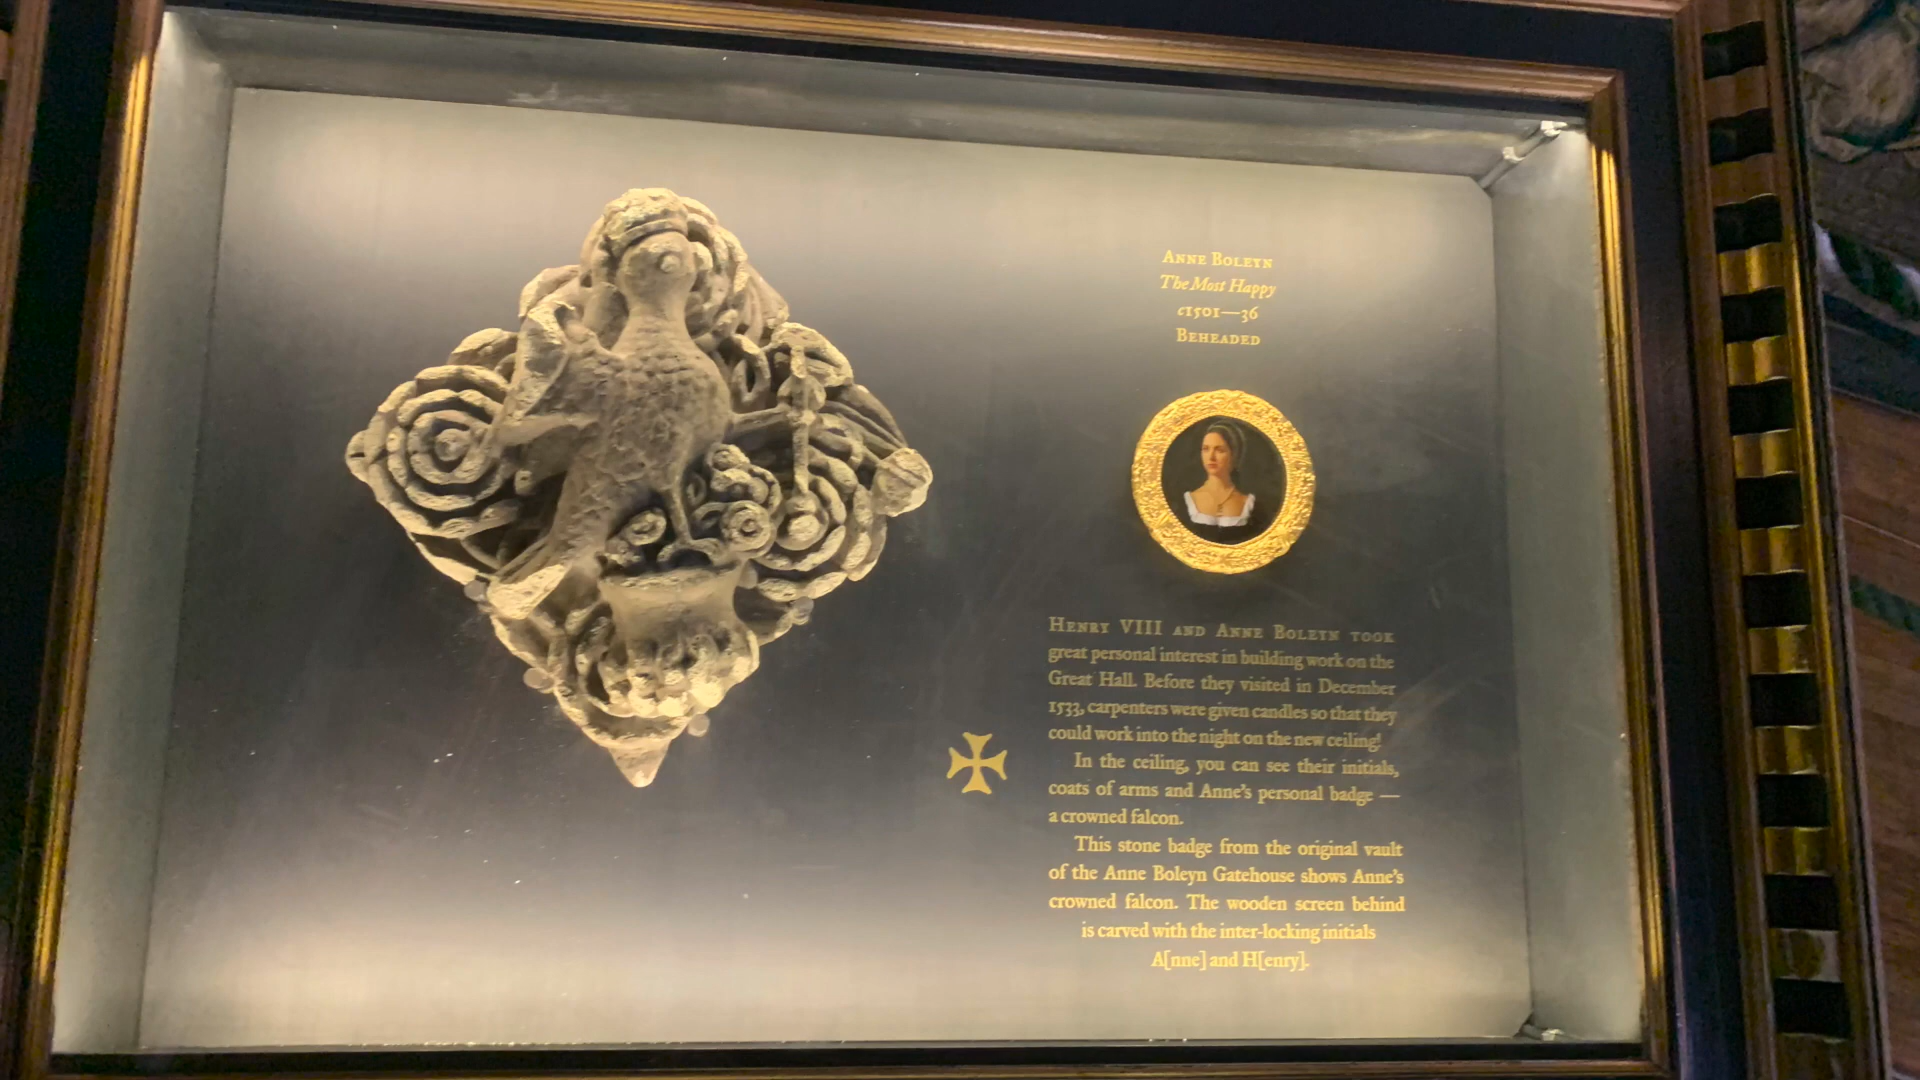 ANNE BOLEYN
The Most Happy
c1501—36
BEHEADED
HENRY VIII AND ANNE BOLEYN TOOK
great personal interest in building work on the
Great Hall. Before they visited in December
1533, carpenters were given candles so that they
could work into the night on the new ceiling!
In the ceiling, you can see their initials,
coats of arms and Anne's personal badge —
a crowned falcon.
This stone badge from the original vault
of the Anne Boleyn Gatehouse shows Anne's
crowned falcon. The wooden screen behind
is carved with the inter-locking initials
A[nne] and H[enry].